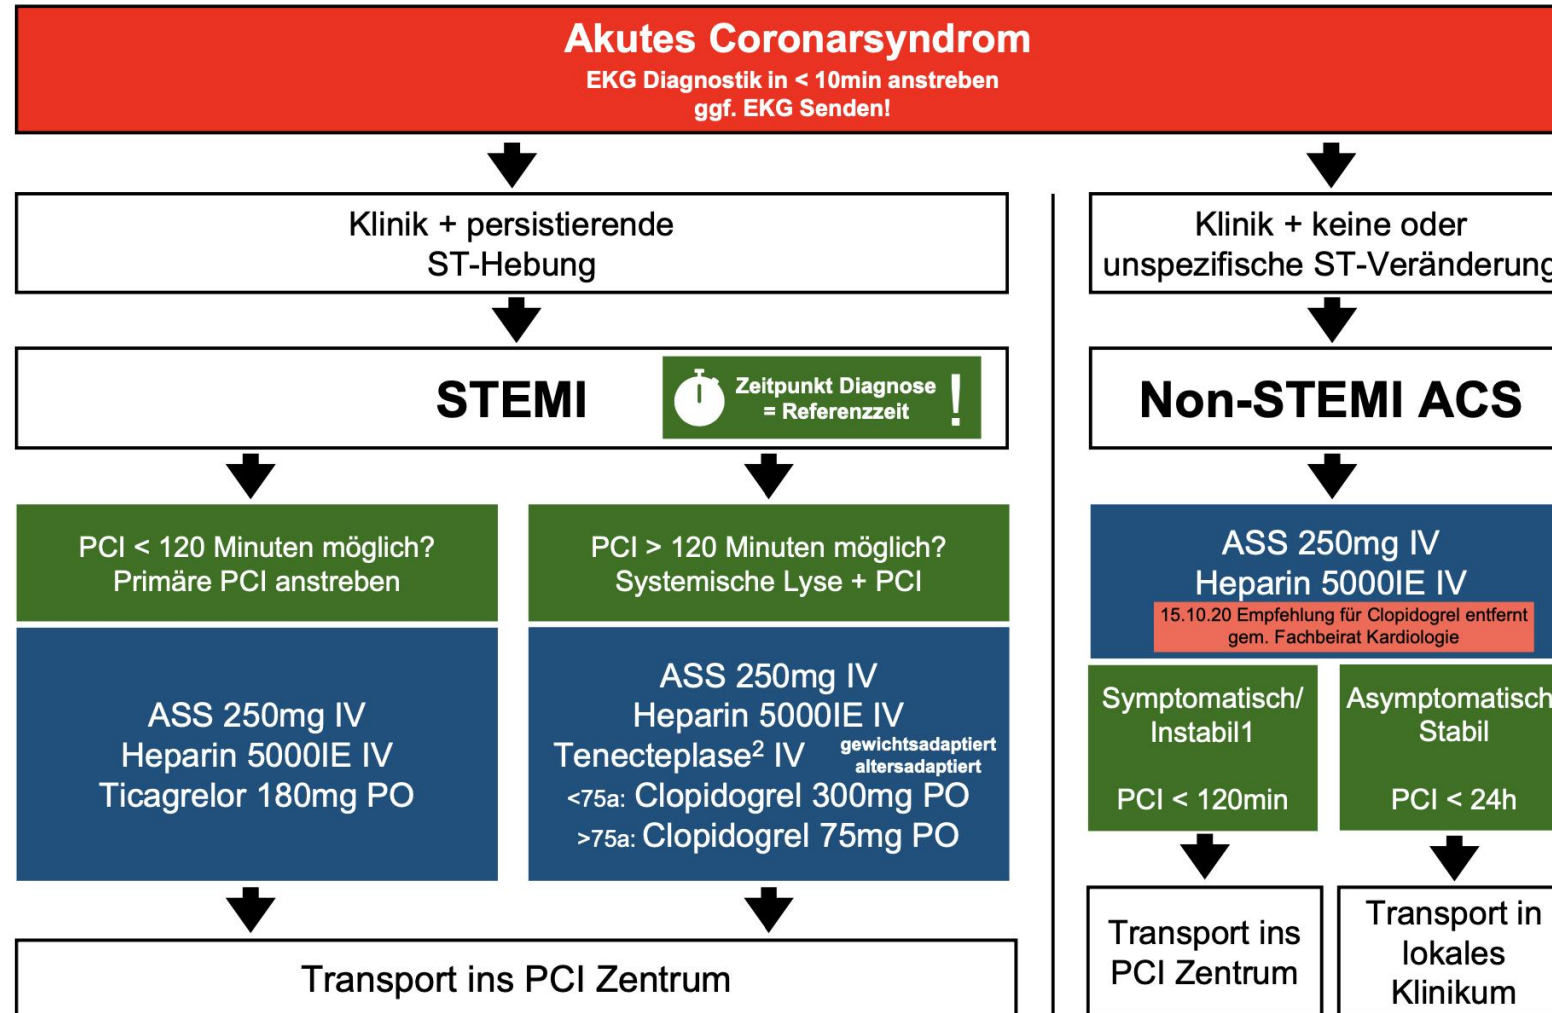 Akutes Coronarsyndrom
EKG Diagnostik in < 10min anstreben
ggf. EKG Senden!
Klinik + persistierende
ST-Hebung
STEMI
Zeitpunkt Diagnose
= Referenzzeit
!
PCI < 120 Minuten möglich?
Primäre PCI anstreben
ASS 250mg IV
Heparin 5000IE IV
Ticagrelor 180mg PO
PCI > 120 Minuten möglich?
Systemische Lyse + PCI
ASS 250mg IV
Heparin 5000IE IV
Tenecteplase² IV gewichtsadaptiert
altersadaptiert
<75a: Clopidogrel 300mg PO
>75a: Clopidogrel 75mg PO
Transport ins PCI Zentrum
Klinik + keine oder
unspezifische ST-Veränderung
Non-STEMI ACS
ASS 250mg IV
Heparin 5000IE IV
15.10.20 Empfehlung für Clopidogrel entfernt
gem. Fachbeirat Kardiologie
Symptomatisch/
Instabil1
PCI < 120min
Transport ins
PCI Zentrum
Asymptomatisch
Stabil
PCI < 24h
Transport in
lokales
Klinikum